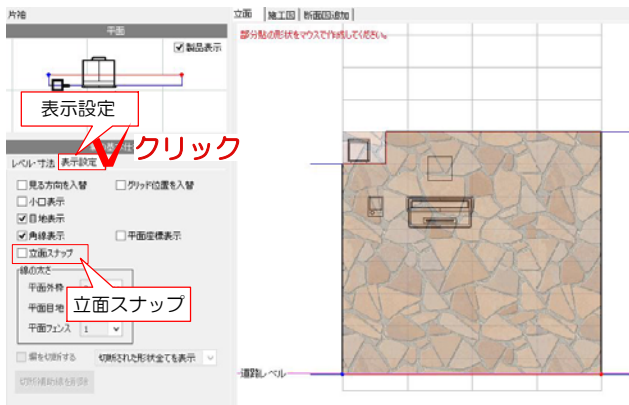 片袖
平面
製品表示
表示設定
クリック
レベル・寸法 表示設定
見る方向を入替 グリッド位置を入替
小口表示
目地表示
角線表示 平面座標表示
立面スナップ
線の太さ
平面外枠
立面スナップ
平面目地
平面フェンス 1
塀を切断する 切断された形状全てを表示
立面 施工図 断面図追加
部分貼の形状をマウスで作成してください。
道路レベル